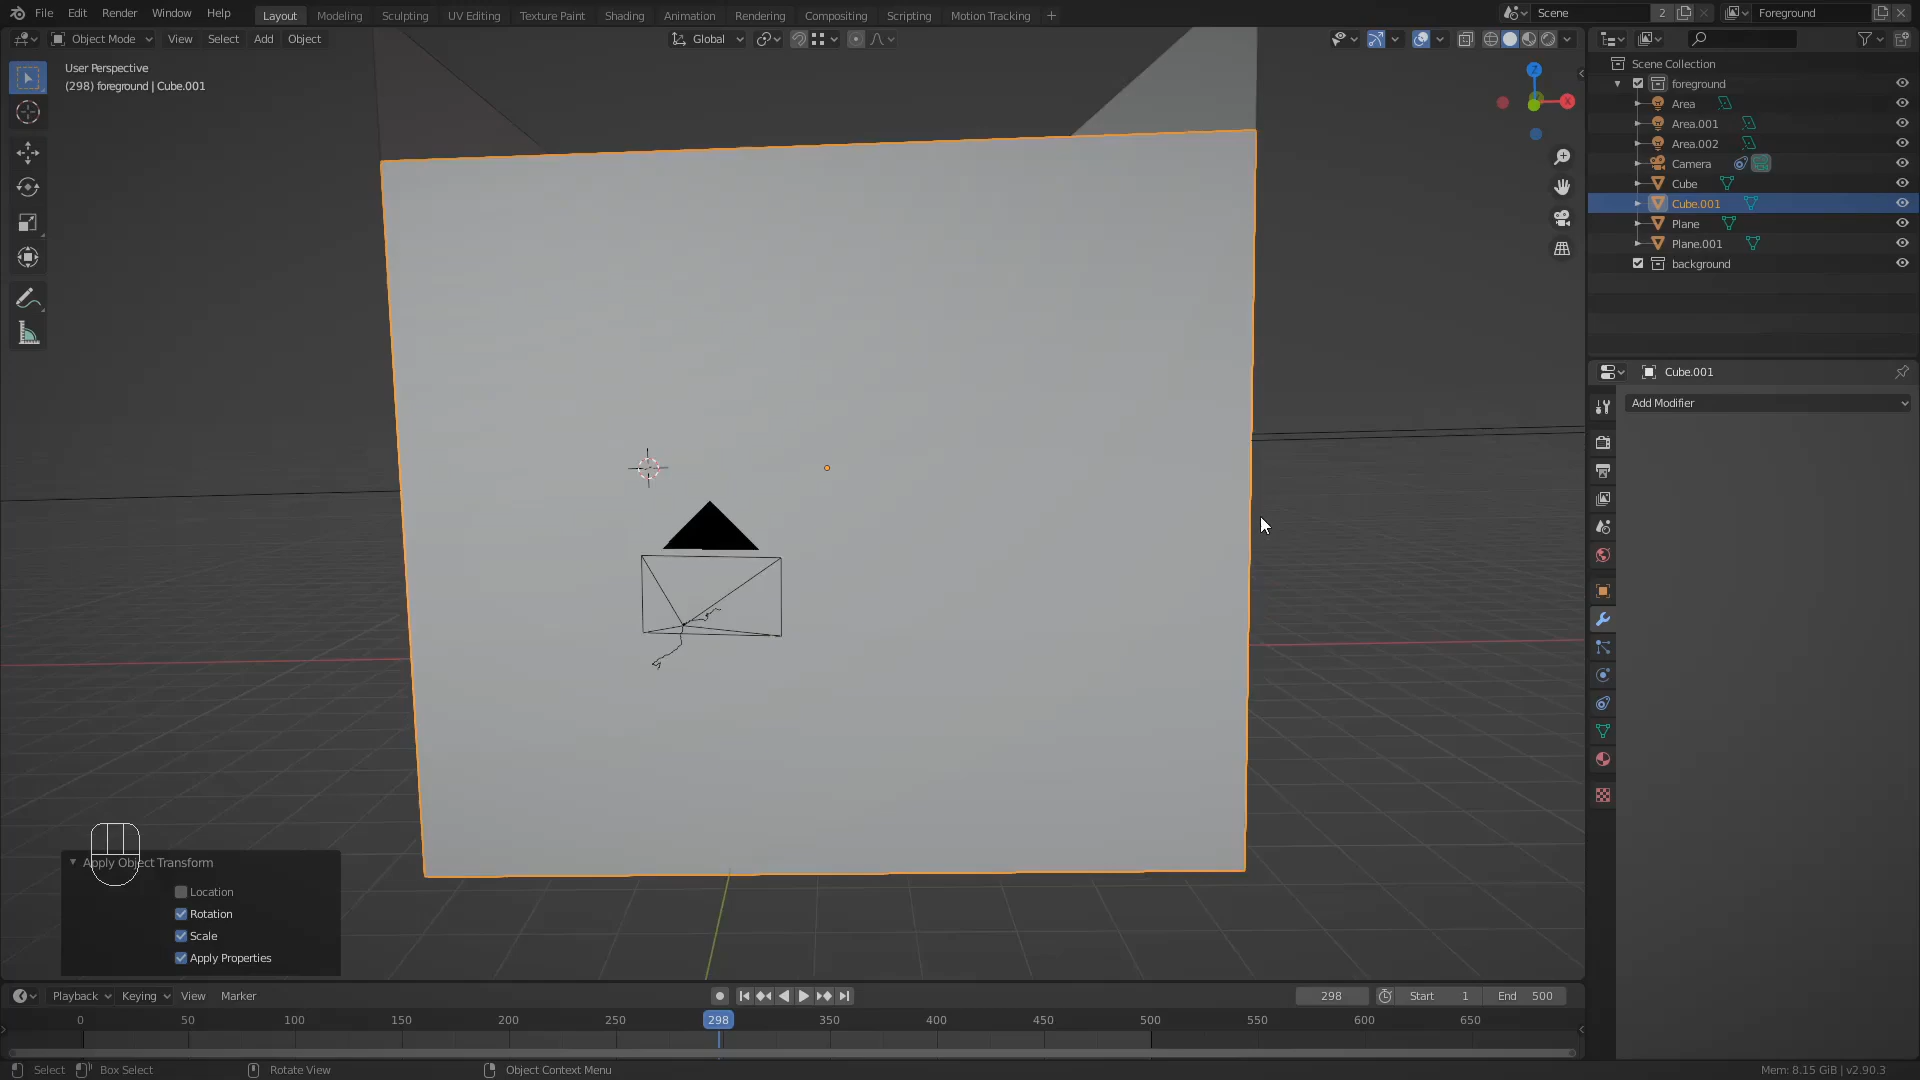 File Edit Render Window Help Layout Modeling Sculpting UV Editing Texture Paint Shading Animation Rendering Compositing Scripting Motion Tracking + Scene 2 Foreground
Object Mode View Select Add Object Global
User Perspective
(298) foreground | Cube.001
Z
X
Scene Collection
foreground
Area
Area.001
Area.002
Camera
Cube
Cube.001
Plane
Plane.001
background
Cube.001
Add Modifier
Apply Object Transform
Location
Rotation
Scale
Apply Properties
Playback Keying View Marker 298 Start 1 End 500
0 50 100 150 200 250 298 350 400 450 500 550 600 650
Select Box Select Rotate View Object Context Menu Mem: 8.15 GiB | v2.90.3